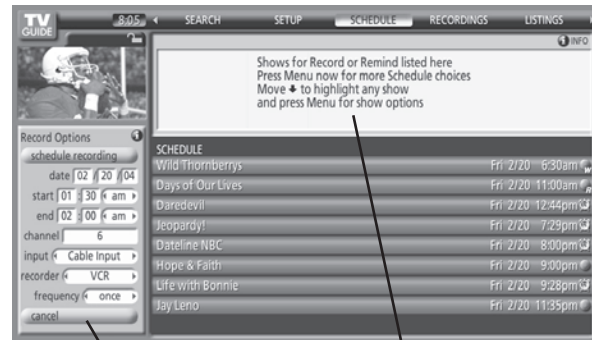 TV
GUIDE
8:05
SEARCH SETUP SCHEDULE RECORDINGS LISTINGS
i INFO
Shows for Record or Remind listed here
Press Menu now for more Schedule choices
Move ↓ to highlight any show
and press Menu for show options
Record Options i
schedule recording
date 02 / 20 /04
start 01 : 30 am
end 02 : 00 am
channel 6
input Cable Input
recorder VCR
frequency once
cancel
SCHEDULE
Wild Thornberrys Fri 2/20 6:30am W
Days of Our Lives Fri 2/20 11:00am R
Daredevil Fri 2/20 12:44pm
Jeopardy! Fri 2/20 7:29pm
Dateline NBC Fri 2/20 8:00pm
Hope & Faith Fri 2/20 9:00pm
Life with Bonnie Fri 2/20 9:28pm
Jay Leno Fri 2/20 11:35pm